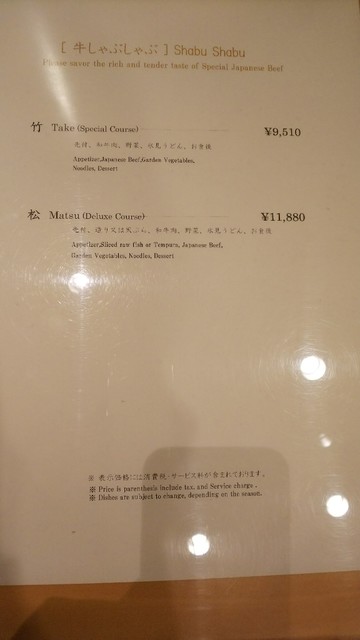 [ 牛しゃぶしゃぶ ] Shabu Shabu
Please savor the rich and tender taste of Special Japanese Beef
竹 Take (Special Course) ¥9,510
先付、和牛肉、野菜、氷見うどん、お食後
Appetizer,Japanese Beef,Garden Vegetables,
Noodles, Dessert
松 Matsu (Deluxe Course) ¥11,880
先付、造り又は天ぷら、和牛肉、野菜、氷見うどん、お食後
Appetizer,Sliced raw fish or Tempura, Japanese Beef,
Garden Vegetables, Noodles, Dessert
※ 表示価格には消費税・サービス料が含まれております。
※ Price is parenthesis include tax, and Service charge .
※ Dishes are subject to change, depending on the season.